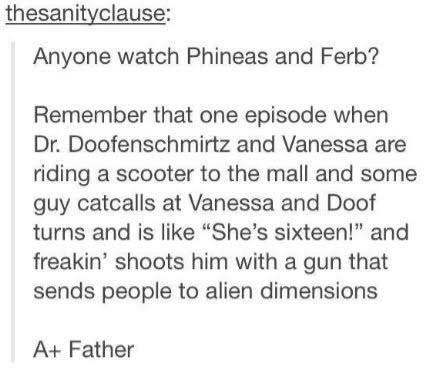 thesanityclause:
Anyone watch Phineas and Ferb?
Remember that one episode when
Dr. Doofenschmirtz and Vanessa are
riding a scooter to the mall and some
guy catcalls at Vanessa and Doof
turns and is like “She’s sixteen!” and
freakin’ shoots him with a gun that
sends people to alien dimensions
A+ Father